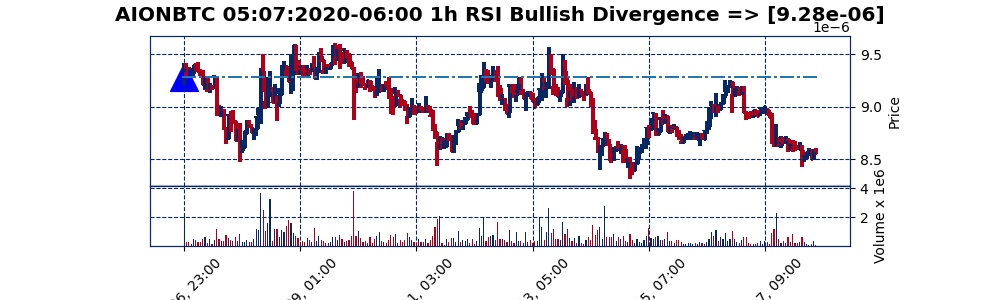 AIONBTC 05:07:2020-06:00 1h RSI Bullish Divergence => [9.28e-06]
1e−6
9.5
9.0
8.5
Price
4
2
Volume x 1e6
23:00
01:00
1, 03:00
3, 05:00
5, 07:00
7, 09:00